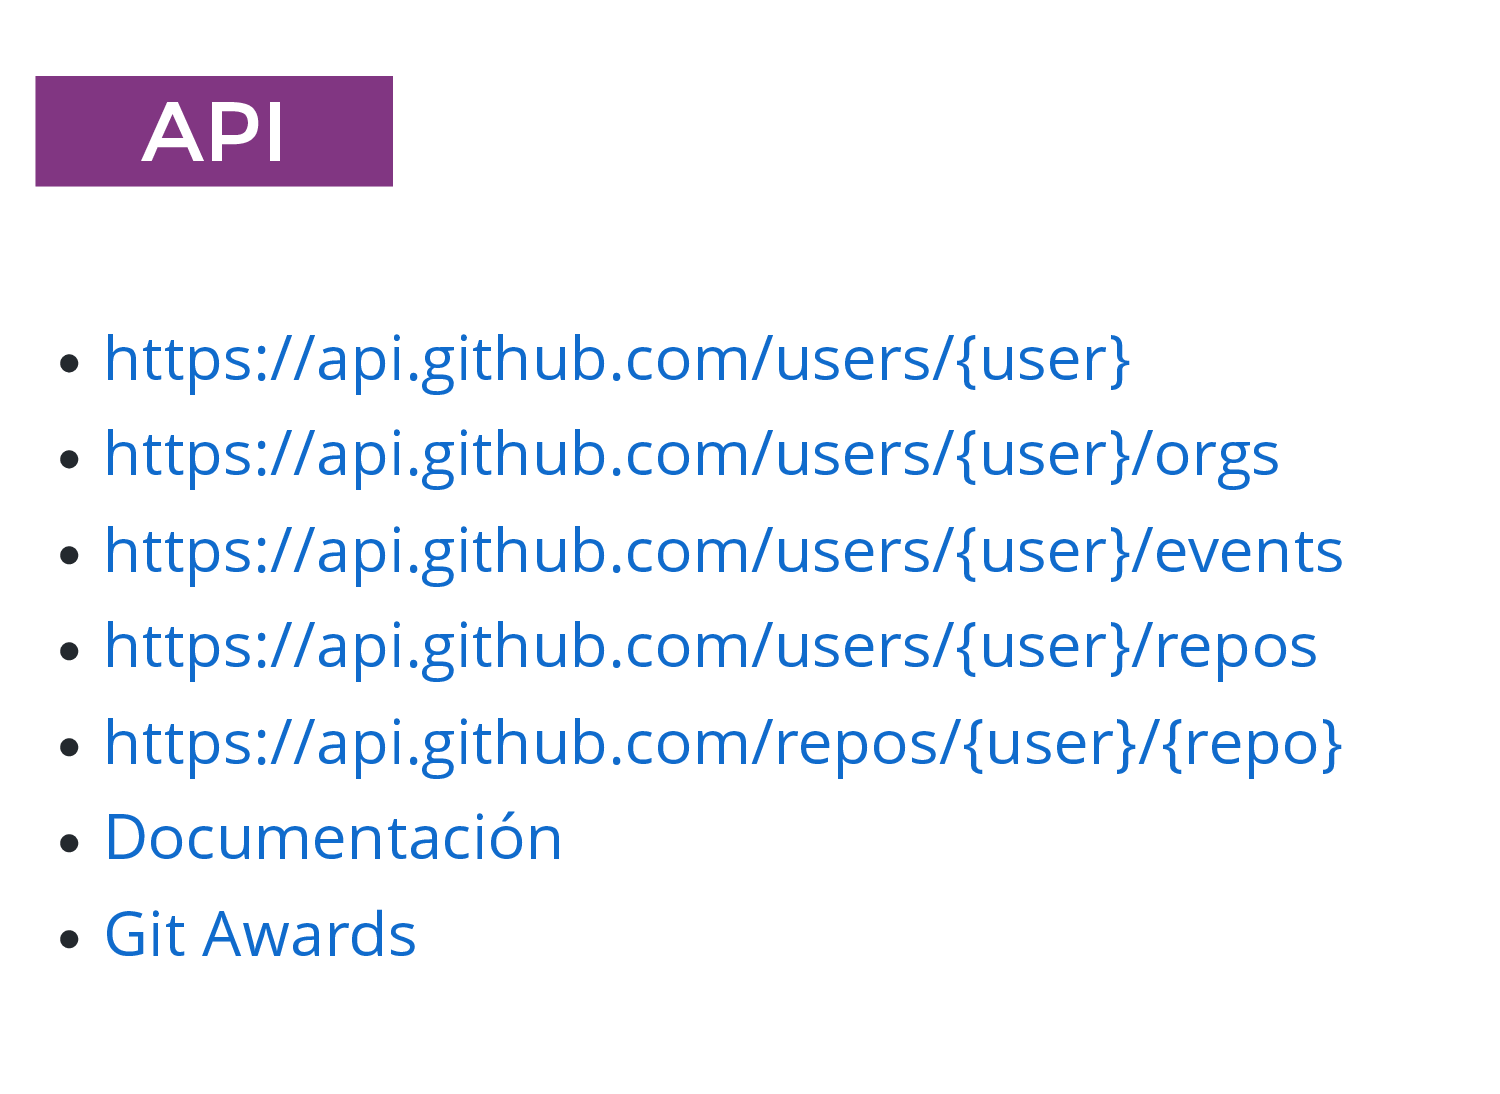 API
https://api.github.com/users/{user}
https://api.github.com/users/{user}/orgs
https://api.github.com/users/{user}/events
https://api.github.com/users/{user}/repos
https://api.github.com/repos/{user}/{repo}
Documentación
Git Awards